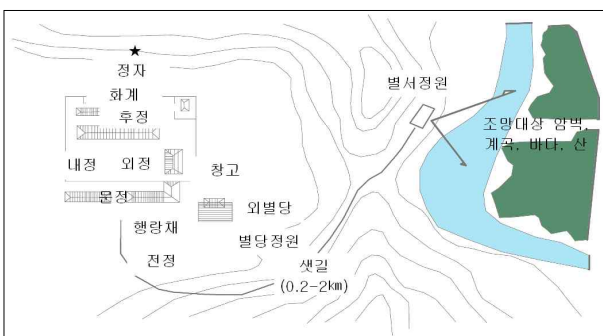 정자
화계
후정
내정
외정
문정
행랑채
전정
창고
외별당
별당정원
샛길
(0.2-2㎞)
별서정원
조망대상 암벽,
계곡, 바다, 산